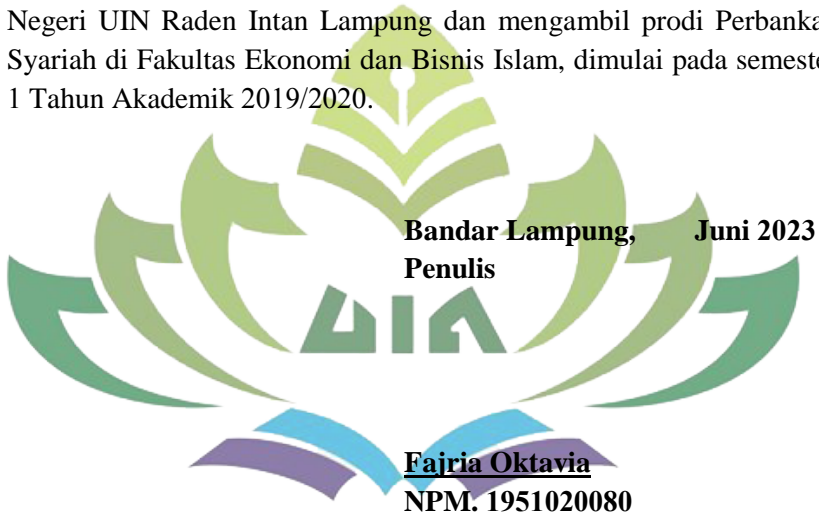 Negeri UIN Raden Intan Lampung dan mengambil prodi Perbanka
Syariah di Fakultas Ekonomi dan Bisnis Islam, dimulai pada semeste
1 Tahun Akademik 2019/2020.
Bandar Lampung, Juni 2023
Penulis
UIN
Fajria Oktavia
NPM. 1951020080